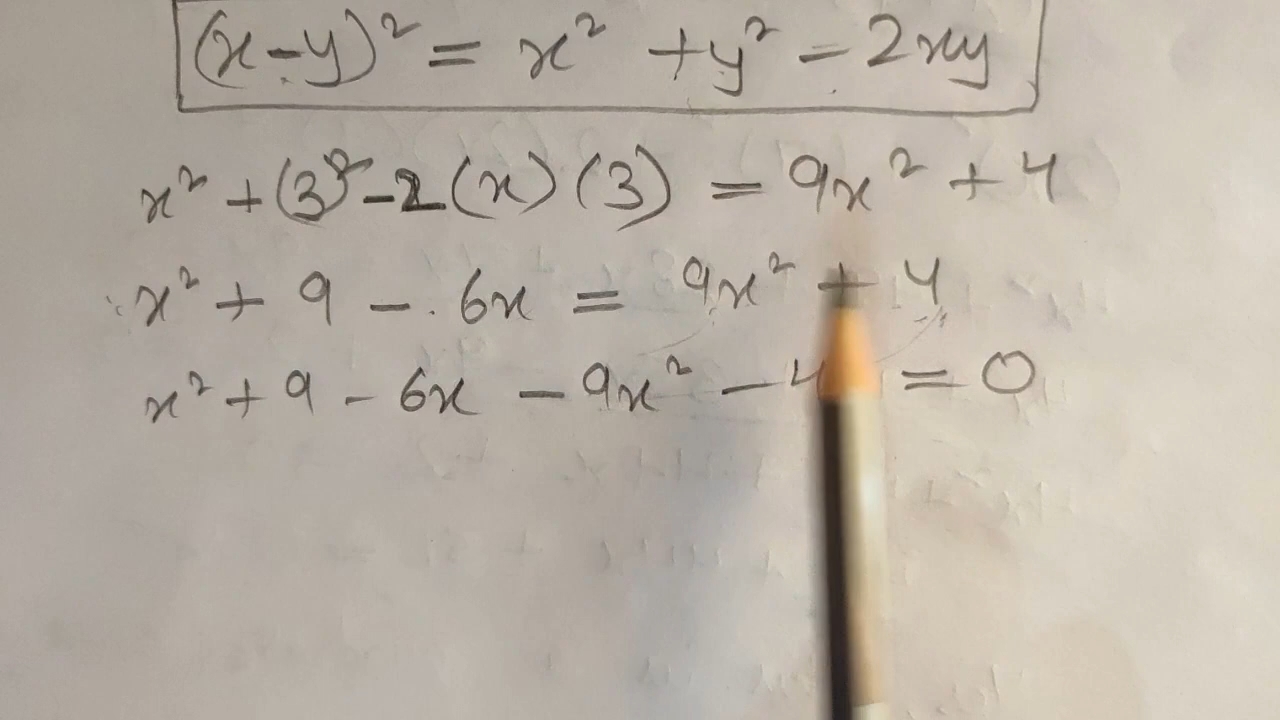 (x-y)² = x² + y² - 2xy
x² + (3)² - 2(x)(3) = 9x² + 4
x² + 9 - 6x = 9x² + 4
x² + 9 - 6x - 9x² - 4 = 0